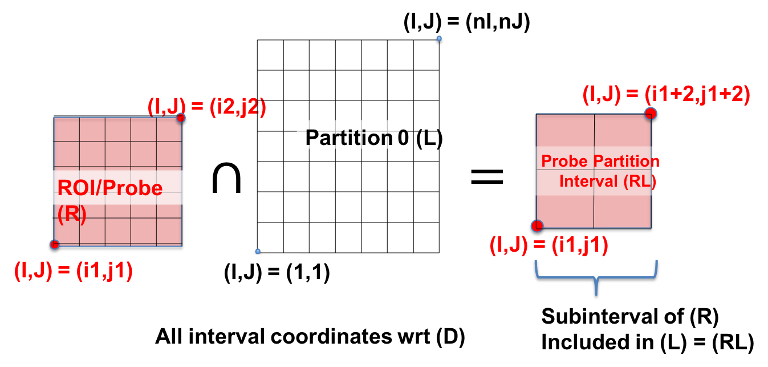 (I,J) = (nI,nJ)
(I,J) = (i2,j2)
(I,J) = (i1+2,j1+2)
Partition 0 (L)
ROI/Probe
(R)
∩
=
Probe Partition
Interval (RL)
(I,J) = (i1,j1)
(I,J) = (1,1)
(I,J) = (i1,j1)
All interval coordinates wrt (D)
Subinterval of (R)
Included in (L) = (RL)